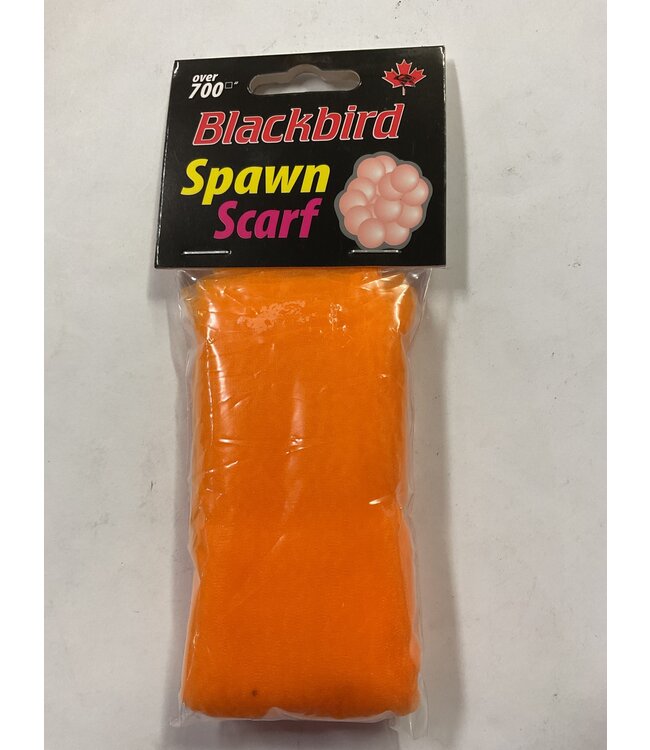 over
700□"
Blackbird
Spawn
Scarf